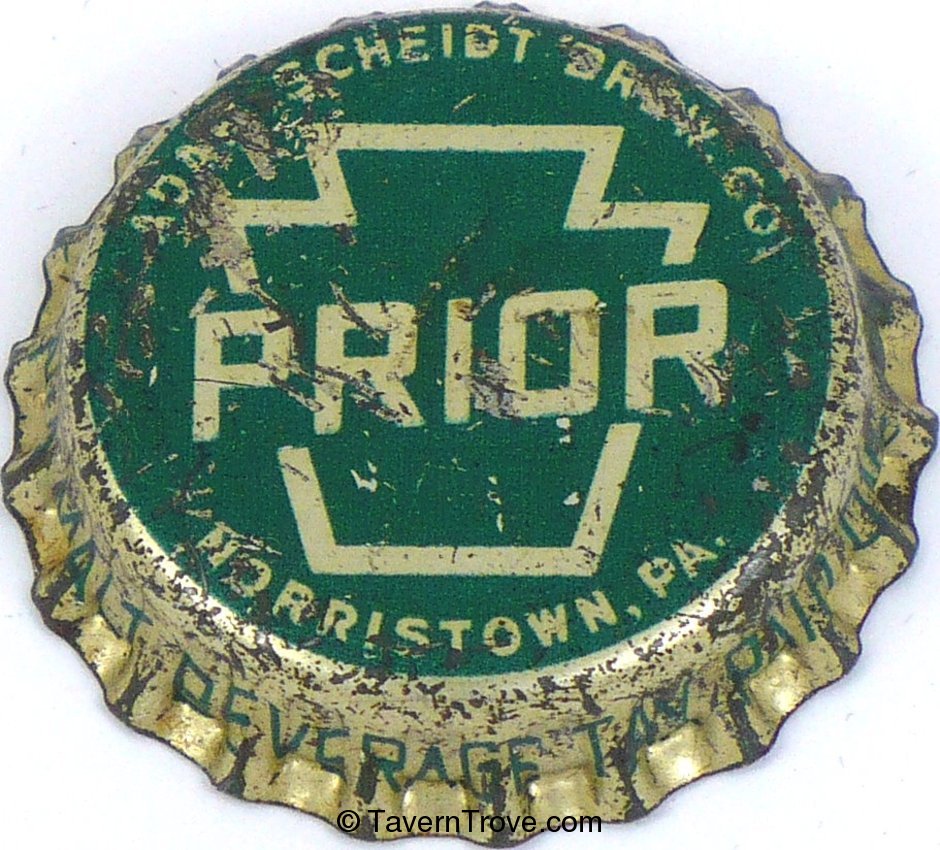 ADAM SCHEIDT BREW. CO.
PRIOR
NORRISTOWN, PA.
MALT BEVERAGE TAX PAID
© TavernTrove.com